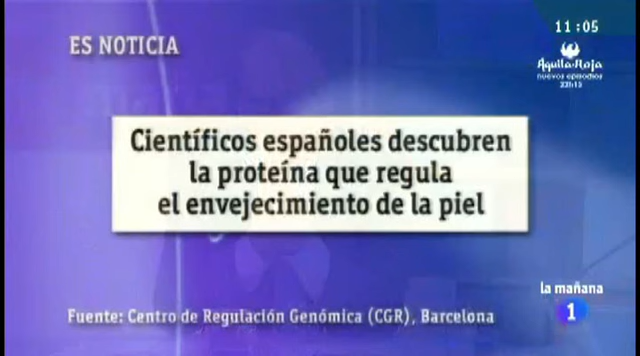 ES NOTICIA
11:05
Águila Roja
nuevos episodios
22h15
Científicos españoles descubren
la proteína que regula
el envejecimiento de la piel
la mañana
1
Fuente: Centro de Regulación Genómica (CGR), Barcelona